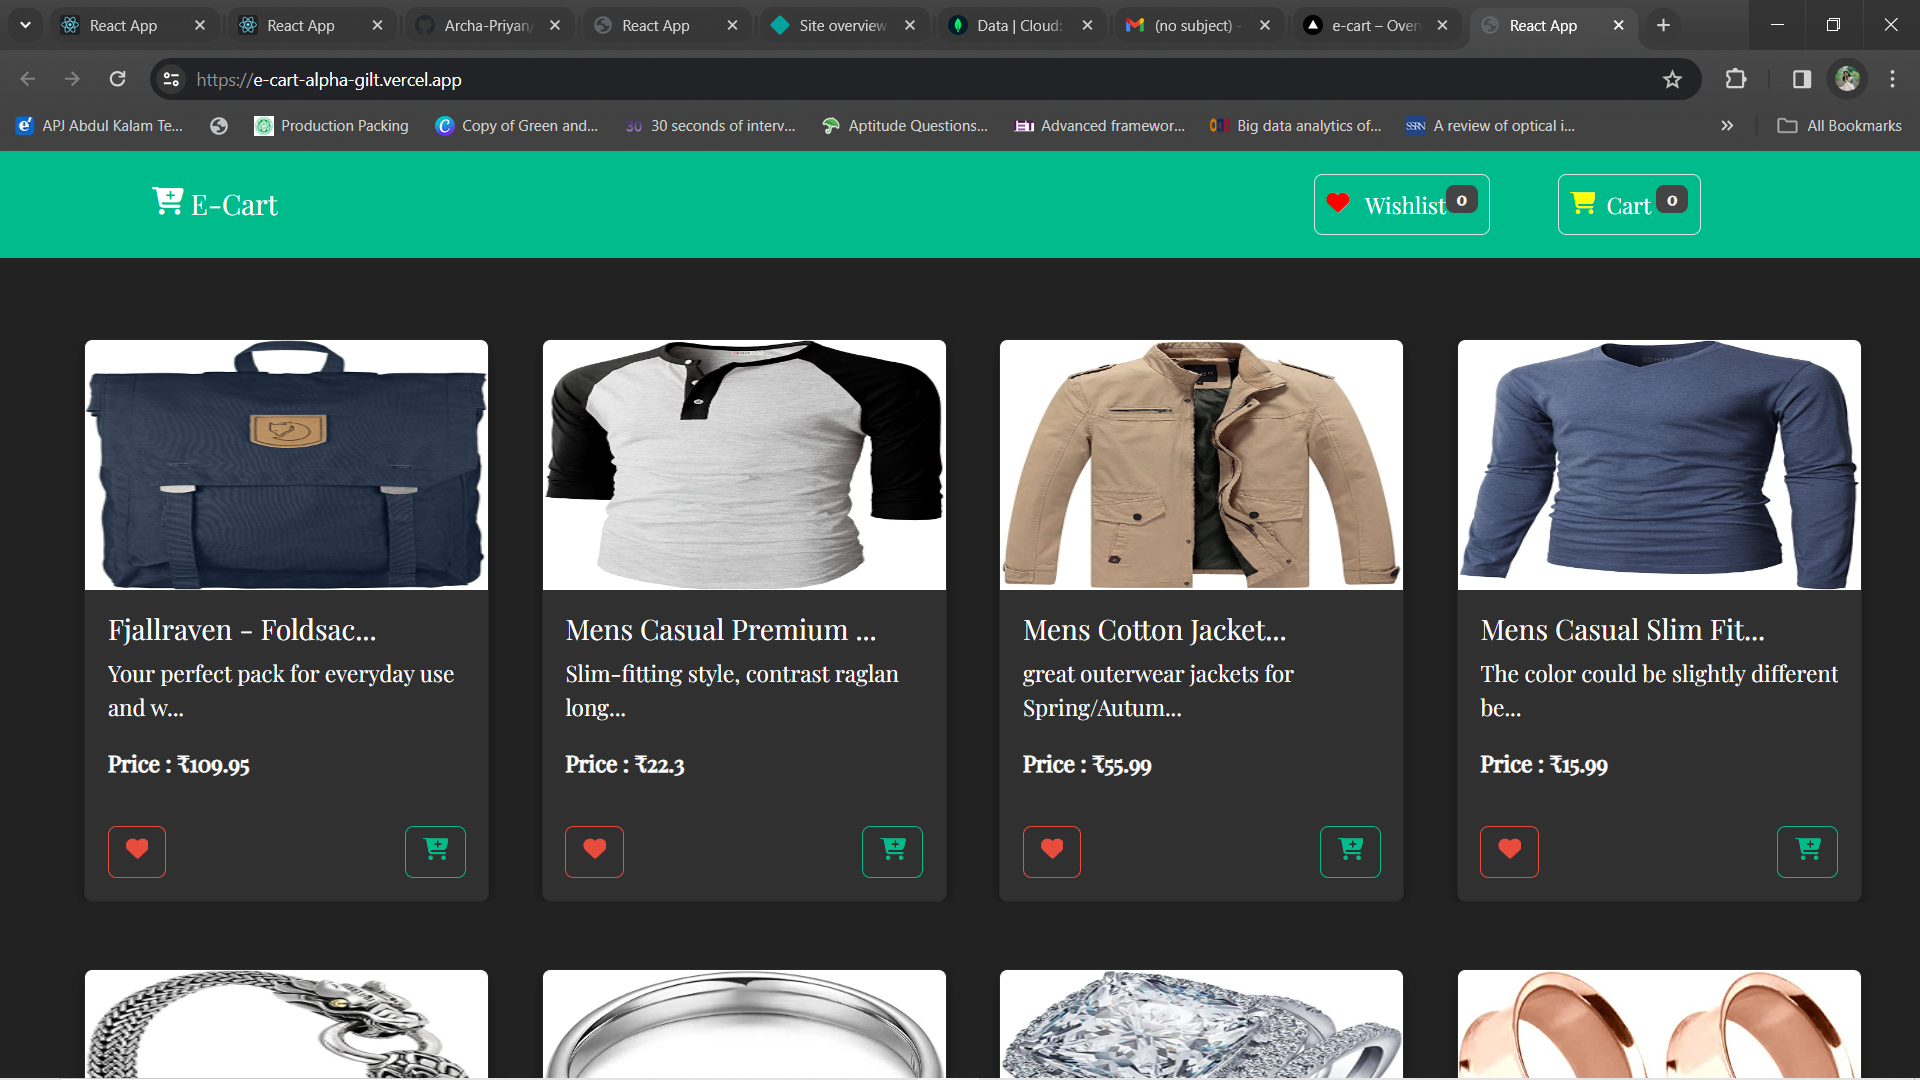 React App
React App
Archa-Priyan
React App
Site overview
Data | Cloud:
(no subject) -
e-cart – Over
React App
https://e-cart-alpha-gilt.vercel.app
APJ Abdul Kalam Te...
Production Packing
Copy of Green and...
30 30 seconds of interv...
Aptitude Questions...
Advanced framewor...
Big data analytics of...
SSRN A review of optical i...
All Bookmarks
E-Cart
Wishlist 0
Cart 0
Fjallraven - Foldsac...
Your perfect pack for everyday use
and w...
Price : ₹109.95
Mens Casual Premium ...
Slim-fitting style, contrast raglan
long...
Price : ₹22.3
Mens Cotton Jacket...
great outerwear jackets for
Spring/Autum...
Price : ₹55.99
Mens Casual Slim Fit...
The color could be slightly different
be...
Price : ₹15.99